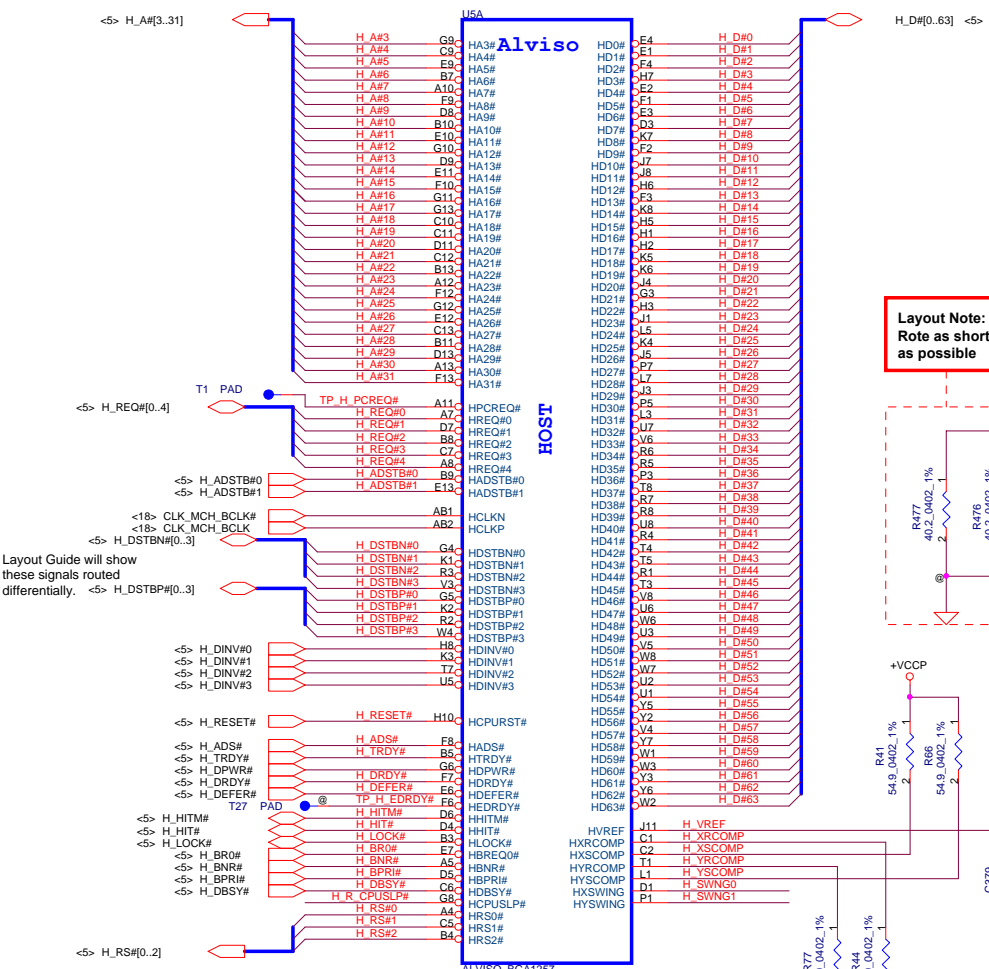 <5> H_A#[3..31]
U5A
Alviso
HOST
H_D#[0..63] <5>
H_A#3 G9 HA3#
H_A#4 C9 HA4#
H_A#5 E9 HA5#
H_A#6 B7 HA6#
H_A#7 A10 HA7#
H_A#8 F9 HA8#
H_A#9 D8 HA9#
H_A#10 B10 HA10#
H_A#11 E10 HA11#
H_A#12 G10 HA12#
H_A#13 D9 HA13#
H_A#14 E11 HA14#
H_A#15 F10 HA15#
H_A#16 G11 HA16#
H_A#17 G13 HA17#
H_A#18 C10 HA18#
H_A#19 C11 HA19#
H_A#20 D11 HA20#
H_A#21 C12 HA21#
H_A#22 B13 HA22#
H_A#23 A12 HA23#
H_A#24 F12 HA24#
H_A#25 G12 HA25#
H_A#26 E12 HA26#
H_A#27 C13 HA27#
H_A#28 B11 HA28#
H_A#29 D13 HA29#
H_A#30 A13 HA30#
H_A#31 F13 HA31#
T1 PAD
TP_H_PCREQ# A11 HPCREQ#
<5> H_REQ#[0..4]
H_REQ#0 A7 HREQ#0
H_REQ#1 D7 HREQ#1
H_REQ#2 B8 HREQ#2
H_REQ#3 C7 HREQ#3
H_REQ#4 A8 HREQ#4
<5> H_ADSTB#0 H_ADSTB#0 B9 HADSTB#0
<5> H_ADSTB#1 H_ADSTB#1 E13 HADSTB#1
<18> CLK_MCH_BCLK# AB1 HCLKN
<18> CLK_MCH_BCLK AB2 HCLKP
<5> H_DSTBN#[0..3]
Layout Guide will show
these signals routed
differentially.
<5> H_DSTBP#[0..3]
H_DSTBN#0 G4 HDSTBN#0
H_DSTBN#1 K1 HDSTBN#1
H_DSTBN#2 R3 HDSTBN#2
H_DSTBN#3 V3 HDSTBN#3
H_DSTBP#0 G5 HDSTBP#0
H_DSTBP#1 K2 HDSTBP#1
H_DSTBP#2 R2 HDSTBP#2
H_DSTBP#3 W4 HDSTBP#3
<5> H_DINV#0 H8 HDINV#0
<5> H_DINV#1 K3 HDINV#1
<5> H_DINV#2 T7 HDINV#2
<5> H_DINV#3 U5 HDINV#3
<5> H_RESET# H_RESET# H10 HCPURST#
<5> H_ADS# H_ADS# F8 HADS#
<5> H_TRDY# H_TRDY# B5 HTRDY#
<5> H_DPWR# G6 HDPWR#
<5> H_DRDY# H_DRDY# F7 HDRDY#
<5> H_DEFER# H_DEFER# E6 HDEFER#
T27 PAD @ TP_H_EDRDY# F6 HEDRDY#
<5> H_HITM# H_HITM# D6 HHITM#
<5> H_HIT# H_HIT# D4 HHIT#
<5> H_LOCK# H_LOCK# B3 HLOCK#
<5> H_BR0# H_BR0# E7 HBREQ0#
<5> H_BNR# H_BNR# A5 HBNR#
<5> H_BPRI# H_BPRI# D5 HBPRI#
<5> H_DBSY# H_DBSY# C6 HDBSY#
H_R_CPUSLP# G8 HCPUSLP#
H_RS#0 A4 HRS0#
H_RS#1 C5 HRS1#
H_RS#2 B4 HRS2#
<5> H_RS#[0..2]
HD0# E4 H_D#0
HD1# E1 H_D#1
HD2# F4 H_D#2
HD3# H7 H_D#3
HD4# E2 H_D#4
HD5# F1 H_D#5
HD6# E3 H_D#6
HD7# D3 H_D#7
HD8# K7 H_D#8
HD9# F2 H_D#9
HD10# J7 H_D#10
HD11# J8 H_D#11
HD12# H6 H_D#12
HD13# F3 H_D#13
HD14# K8 H_D#14
HD15# H5 H_D#15
HD16# H1 H_D#16
HD17# H2 H_D#17
HD18# K5 H_D#18
HD19# K6 H_D#19
HD20# J4 H_D#20
HD21# G3 H_D#21
HD22# H3 H_D#22
HD23# J1 H_D#23
HD24# L5 H_D#24
HD25# K4 H_D#25
HD26# J5 H_D#26
HD27# P7 H_D#27
HD28# L7 H_D#28
HD29# J3 H_D#29
HD30# P5 H_D#30
HD31# L3 H_D#31
HD32# U7 H_D#32
HD33# V6 H_D#33
HD34# R6 H_D#34
HD35# R5 H_D#35
HD36# P3 H_D#36
HD37# T8 H_D#37
HD38# R7 H_D#38
HD39# R8 H_D#39
HD40# U8 H_D#40
HD41# R4 H_D#41
HD42# T4 H_D#42
HD43# T5 H_D#43
HD44# R1 H_D#44
HD45# T3 H_D#45
HD46# V8 H_D#46
HD47# U6 H_D#47
HD48# W6 H_D#48
HD49# U3 H_D#49
HD50# V5 H_D#50
HD51# W8 H_D#51
HD52# W7 H_D#52
HD53# U2 H_D#53
HD54# U1 H_D#54
HD55# Y5 H_D#55
HD56# Y2 H_D#56
HD57# V4 H_D#57
HD58# Y7 H_D#58
HD59# W1 H_D#59
HD60# W3 H_D#60
HD61# Y3 H_D#61
HD62# Y6 H_D#62
HD63# W2 H_D#63
HVREF J11 H_VREF
HXRCOMP C1 H_XRCOMP
HXSCOMP C2 H_XSCOMP
HYRCOMP T1 H_YRCOMP
HYSCOMP L1 H_YSCOMP
HXSWING D1 H_SWNG0
HYSWING P1 H_SWNG1
ALVISO_BGA1257
Layout Note:
Rote as short
as possible
R477
40.2_0402_1%
1
2
@
R476
40.2_0402_1%
+VCCP
R41
54.9_0402_1%
1
2
R66
54.9_0402_1%
1
2
R77
0402_1%
1
R44
0402_1%
1